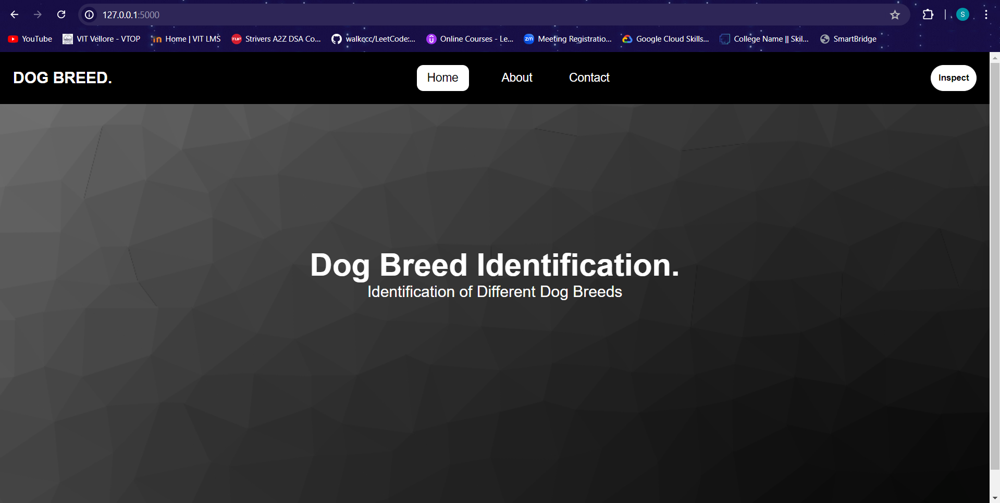 127.0.0.1:5000
S
YouTube
VIT Vellore - VTOP
Home | VIT LMS
TUF
Strivers A2Z DSA Co...
walkccc/LeetCode:...
Online Courses - Le...
zm
Meeting Registratio...
Google Cloud Skills...
College Name || Skil...
SmartBridge
DOG BREED.
Home
About
Contact
Inspect
Dog Breed Identification.
Identification of Different Dog Breeds